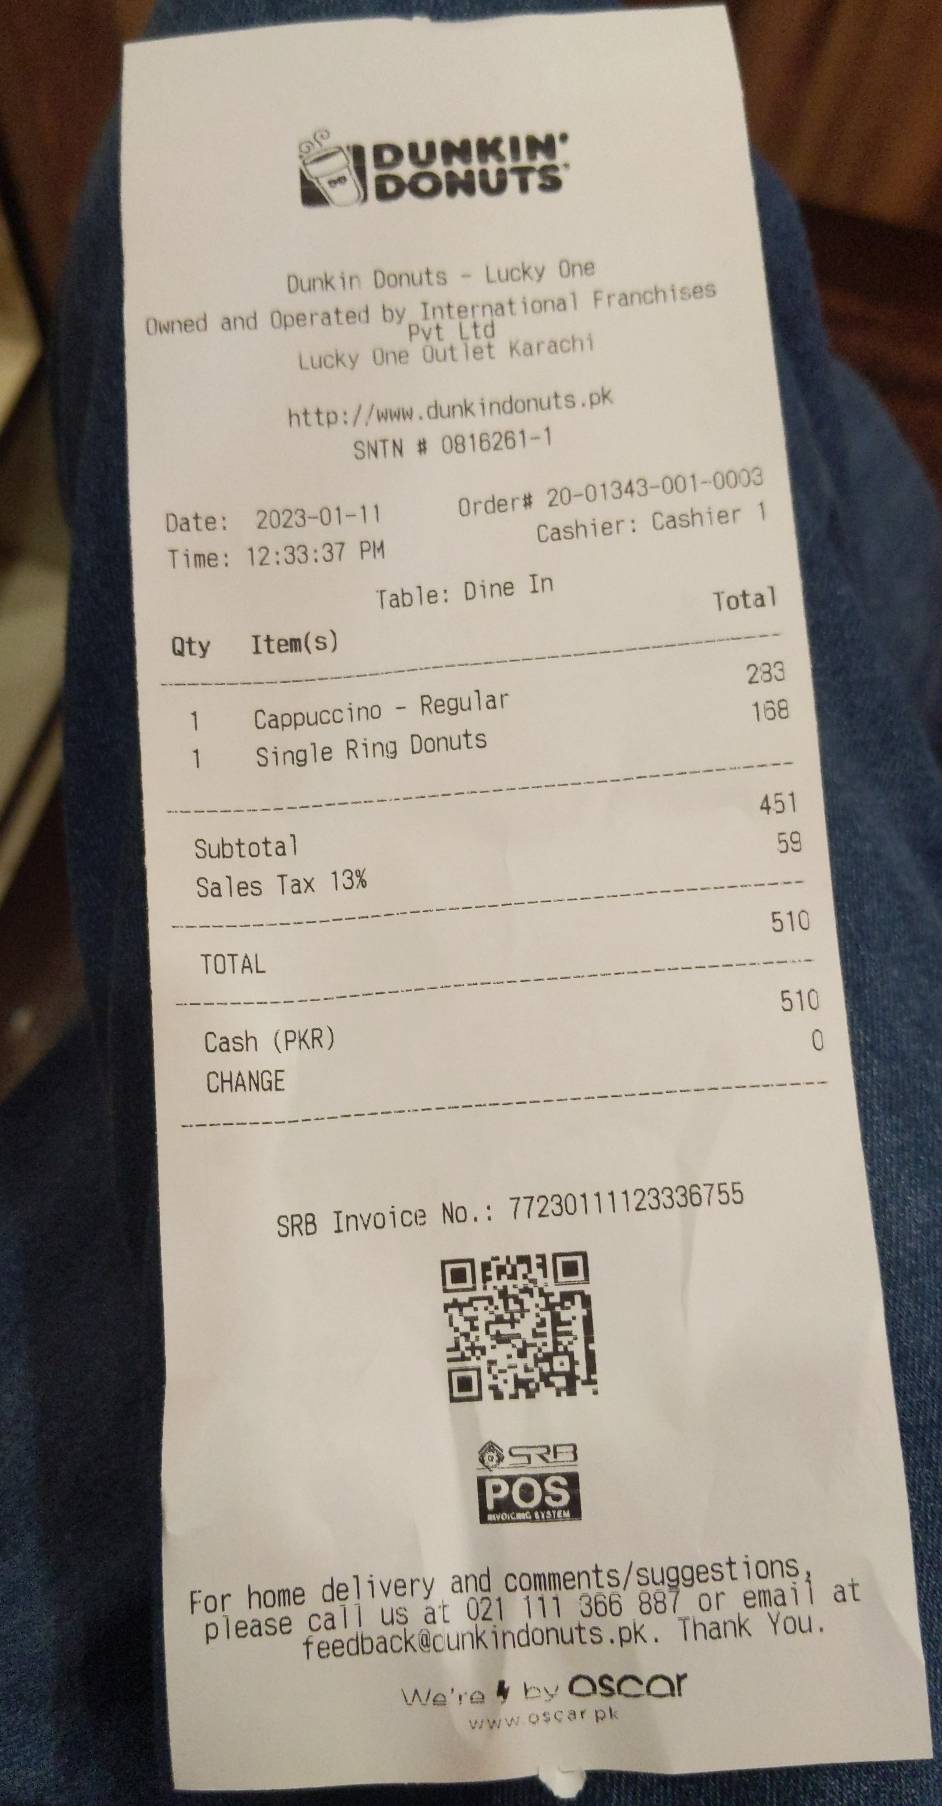 DUNKIN'
DONUTS
Dunkin Donuts - Lucky One
Owned and Operated by International Franchises
Pvt Ltd
Lucky One Outlet Karachi
http://www.dunkindonuts.pk
SNTN # 0816261-1
Date: 2023-01-11 Order# 20-01343-001-0003
Time: 12:33:37 PM Cashier: Cashier 1
Table: Dine In
Qty Item(s) Total
1 Cappuccino - Regular 283
1 Single Ring Donuts 168
Subtotal 451
Sales Tax 13% 59
TOTAL 510
Cash (PKR) 510
CHANGE 0
SRB Invoice No.: 77230111123336755
SRB
POS
INVOICING SYSTEM
For home delivery and comments/suggestions,
please call us at 021 111 366 887 or email at
feedback@dunkindonuts.pk. Thank You.
We're by oscar
www.oscar.pk